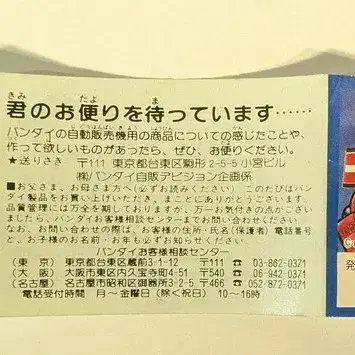 君のお便りを待っています……
バンダイの自動販売機用の商品についての感じたことや、
作って欲しいものがあったら、ぜひ、お便りください。
★送りさき 〒111 東京都台東区駒形2-5-5 小宮ビル
㈱バンダイ自販デビジョン企画係
■お父さま、お母さま方へ(必ずお読みください)。このたびはバン
ダイ製品をお買い上げいただき、まことにありがとうございます。
品質管理には万全を期しておりますが、万一お気付きの点がござい
ましたら、バンダイお客様相談センターまでお問い合わせください。
なお、お問い合わせの際は、お客様の住所・氏名(保護者)電話番号
と、お子様のお名前・お年も必ずお知らせください。
バンダイお客様相談センター
(東 京) 東京都台東区蔵前3-1-12 〒111 ☎ 03-862-0371
(大 阪) 大阪市東区内久宝寺町4-51 〒540 ☎ 06-942-0371
(名古屋) 名古屋市昭和区御器所3-2-5 〒466 ☎ 052-872-0371
電話受付時間 月〜金曜日(除く祝日) 10〜16時
発